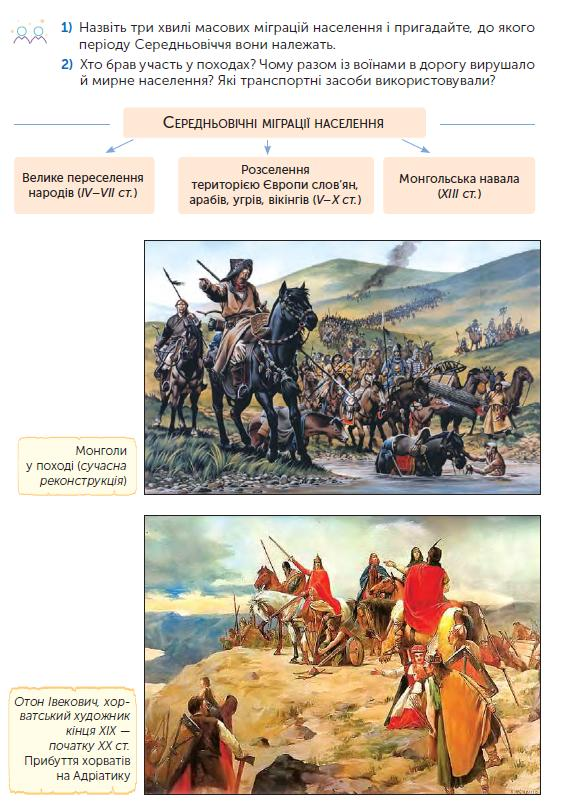 1) Назвіть три хвилі масових міграцій населення і пригадайте, до якого
періоду Середньовіччя вони належать.
2) Хто брав участь у походах? Чому разом із воїнами в дорогу вирушало
й мирне населення? Які транспортні засоби використовували?
Середньовічні міграції населення
Велике переселення
народів (IV–VII ст.)
Розселення
територією Європи слов'ян,
арабів, угрів, вікінгів (V–X ст.)
Монгольська навала
(XIII ст.)
Монголи
у поході (сучасна
реконструкція)
Отон Івекович, хор-
ватський художник
кінця XIX —
початку XX ст.
Прибуття хорватів
на Адріатику